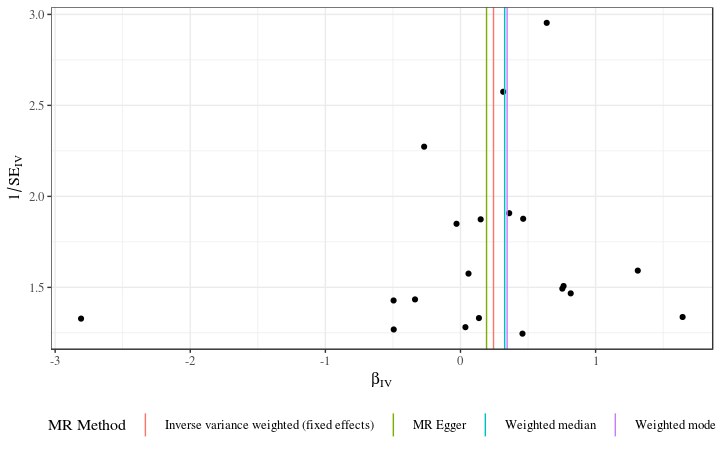 3.0
2.5
2.0
1.5
1/SE_IV
-3 -2 -1 0 1
β_IV
MR Method Inverse variance weighted (fixed effects) MR Egger Weighted median Weighted mode